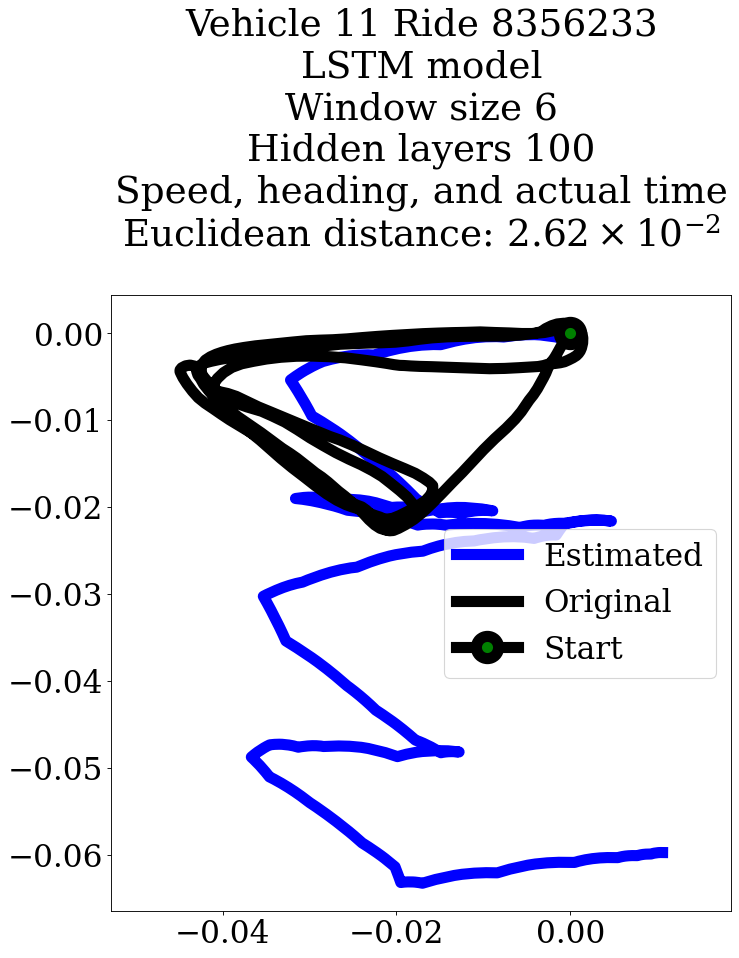 Vehicle 11 Ride 8356233
LSTM model
Window size 6
Hidden layers 100
Speed, heading, and actual time
Euclidean distance: 2.62 × 10⁻²
0.00
−0.01
−0.02
−0.03
−0.04
−0.05
−0.06
Estimated
Original
Start
−0.04 −0.02 0.00